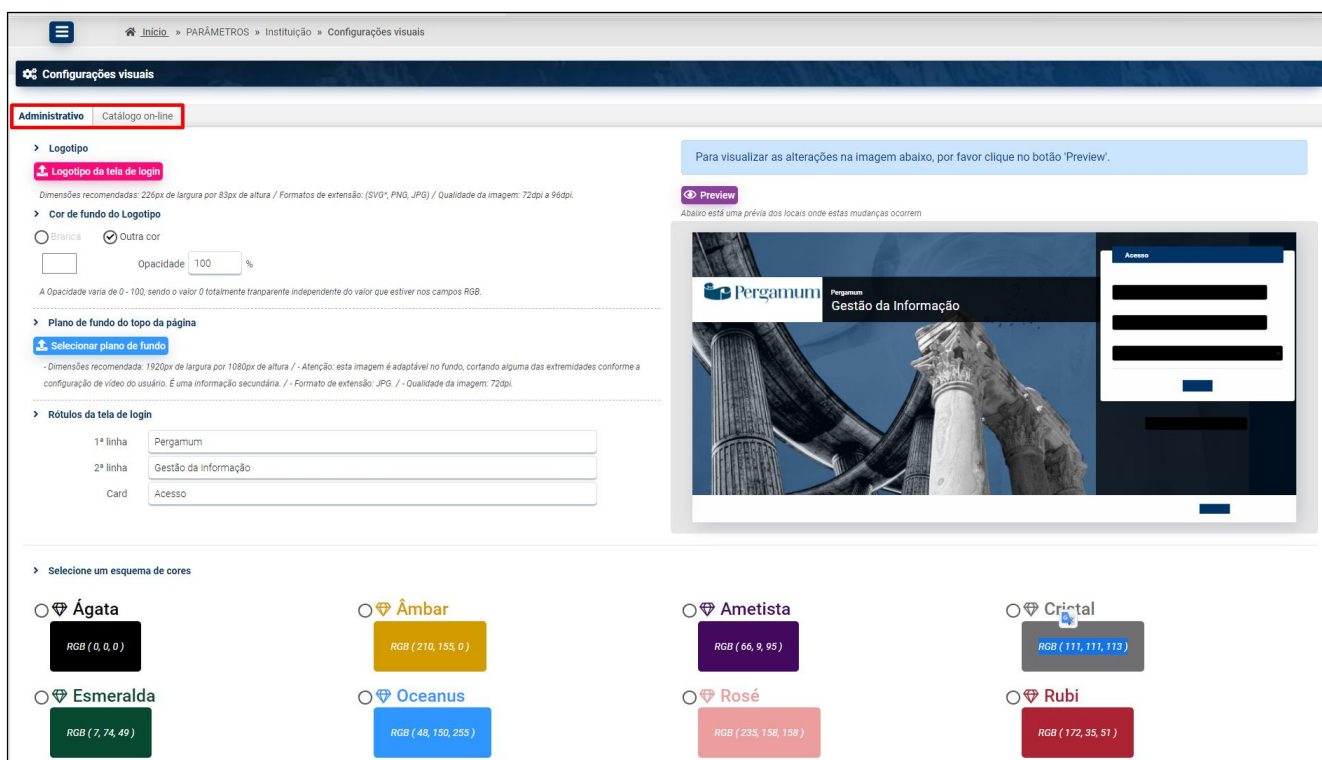 Início » PARÂMETROS » Instituição » Configurações visuais
Configurações visuais
Administrativo Catálogo on-line
Logotipo
Logotipo da tela de login
Dimensões recomendadas: 226px de largura por 83px de altura / Formatos de extensão: (SVG*, PNG, JPG) / Qualidade da imagem: 72dpi a 96dpi.
Cor de fundo do Logotipo
Branca Outra cor
Opacidade 100 %
A Opacidade varia de 0 - 100, sendo o valor 0 totalmente tranparente independente do valor que estiver nos campos RGB.
Plano de fundo do topo da página
Selecionar plano de fundo
- Dimensões recomendada: 1920px de largura por 1080px de altura / - Atenção: esta imagem é adaptável no fundo, cortando alguma das extremidades conforme a
configuração de vídeo do usuário. É uma informação secundária. / - Formato de extensão: JPG. / - Qualidade da imagem: 72dpi.
Rótulos da tela de login
1ª linha Pergamum
2ª linha Gestão da Informação
Card Acesso
Para visualizar as alterações na imagem abaixo, por favor clique no botão 'Preview'.
Preview
Abaixo está uma prévia dos locais onde estas mudanças ocorrem
Acesso
Pergamum
Pergamum
Gestão da Informação
Selecione um esquema de cores
Ágata Âmbar Ametista Cristal
RGB ( 0, 0, 0 ) RGB ( 210, 155, 0 ) RGB ( 66, 9, 95 ) RGB ( 111, 111, 113 )
Esmeralda Oceanus Rosé Rubi
RGB ( 7, 74, 49 ) RGB ( 48, 150, 255 ) RGB ( 235, 158, 158 ) RGB ( 172, 35, 51 )